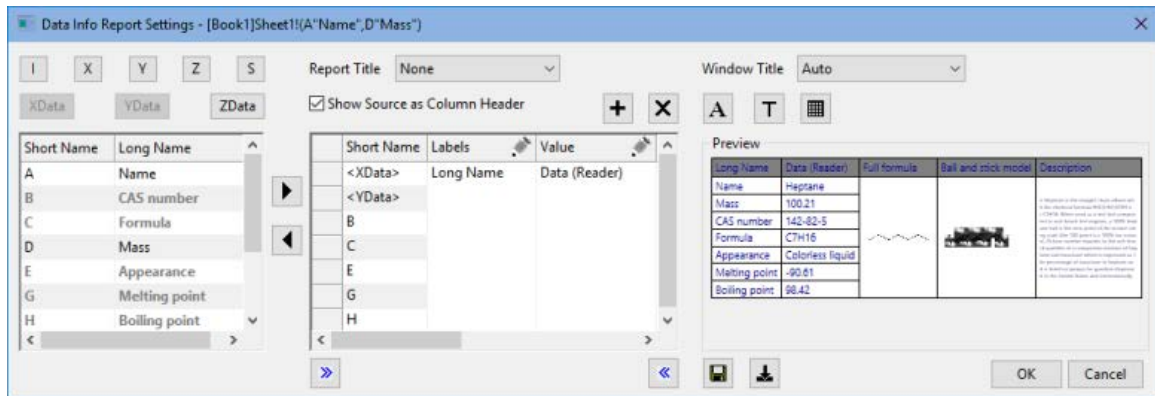 Data Info Report Settings - [Book1]Sheet1!(A"Name",D"Mass")
I X Y Z S
XData YData ZData
Short Name Long Name
A Name
B CAS number
C Formula
D Mass
E Appearance
G Melting point
H Boiling point
Report Title None
Show Source as Column Header
Short Name Labels Value
<XData> Long Name Data (Reader)
<YData>
B
C
E
G
H
Window Title Auto
A T
Preview
Long Name Data (Reader) Full formula Ball and stick model Description
Name Heptane
Mass 100.21
CAS number 142-82-5
Formula C7H16
Appearance Colorless liquid
Melting point -90.61
Boiling point 98.42
OK Cancel